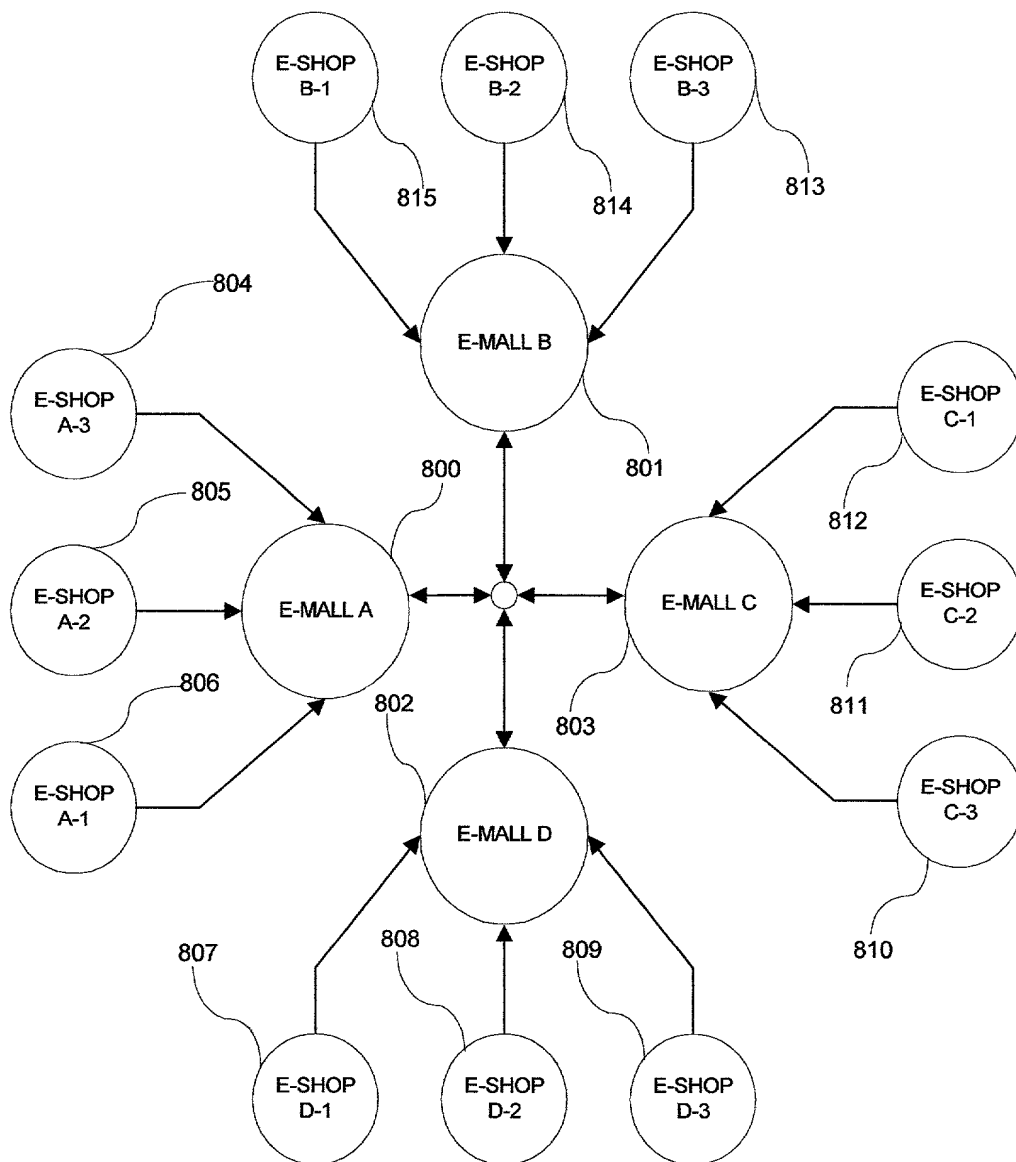 E-SHOP
B-1
E-SHOP
B-2
E-SHOP
B-3
815
814
813
E-MALL B
804
E-SHOP
A-3
800
801
E-SHOP
C-1
812
805
E-SHOP
A-2
E-MALL A
E-MALL C
E-SHOP
C-2
811
806
802
803
E-SHOP
A-1
E-MALL D
E-SHOP
C-3
810
807
808
809
E-SHOP
D-1
E-SHOP
D-2
E-SHOP
D-3